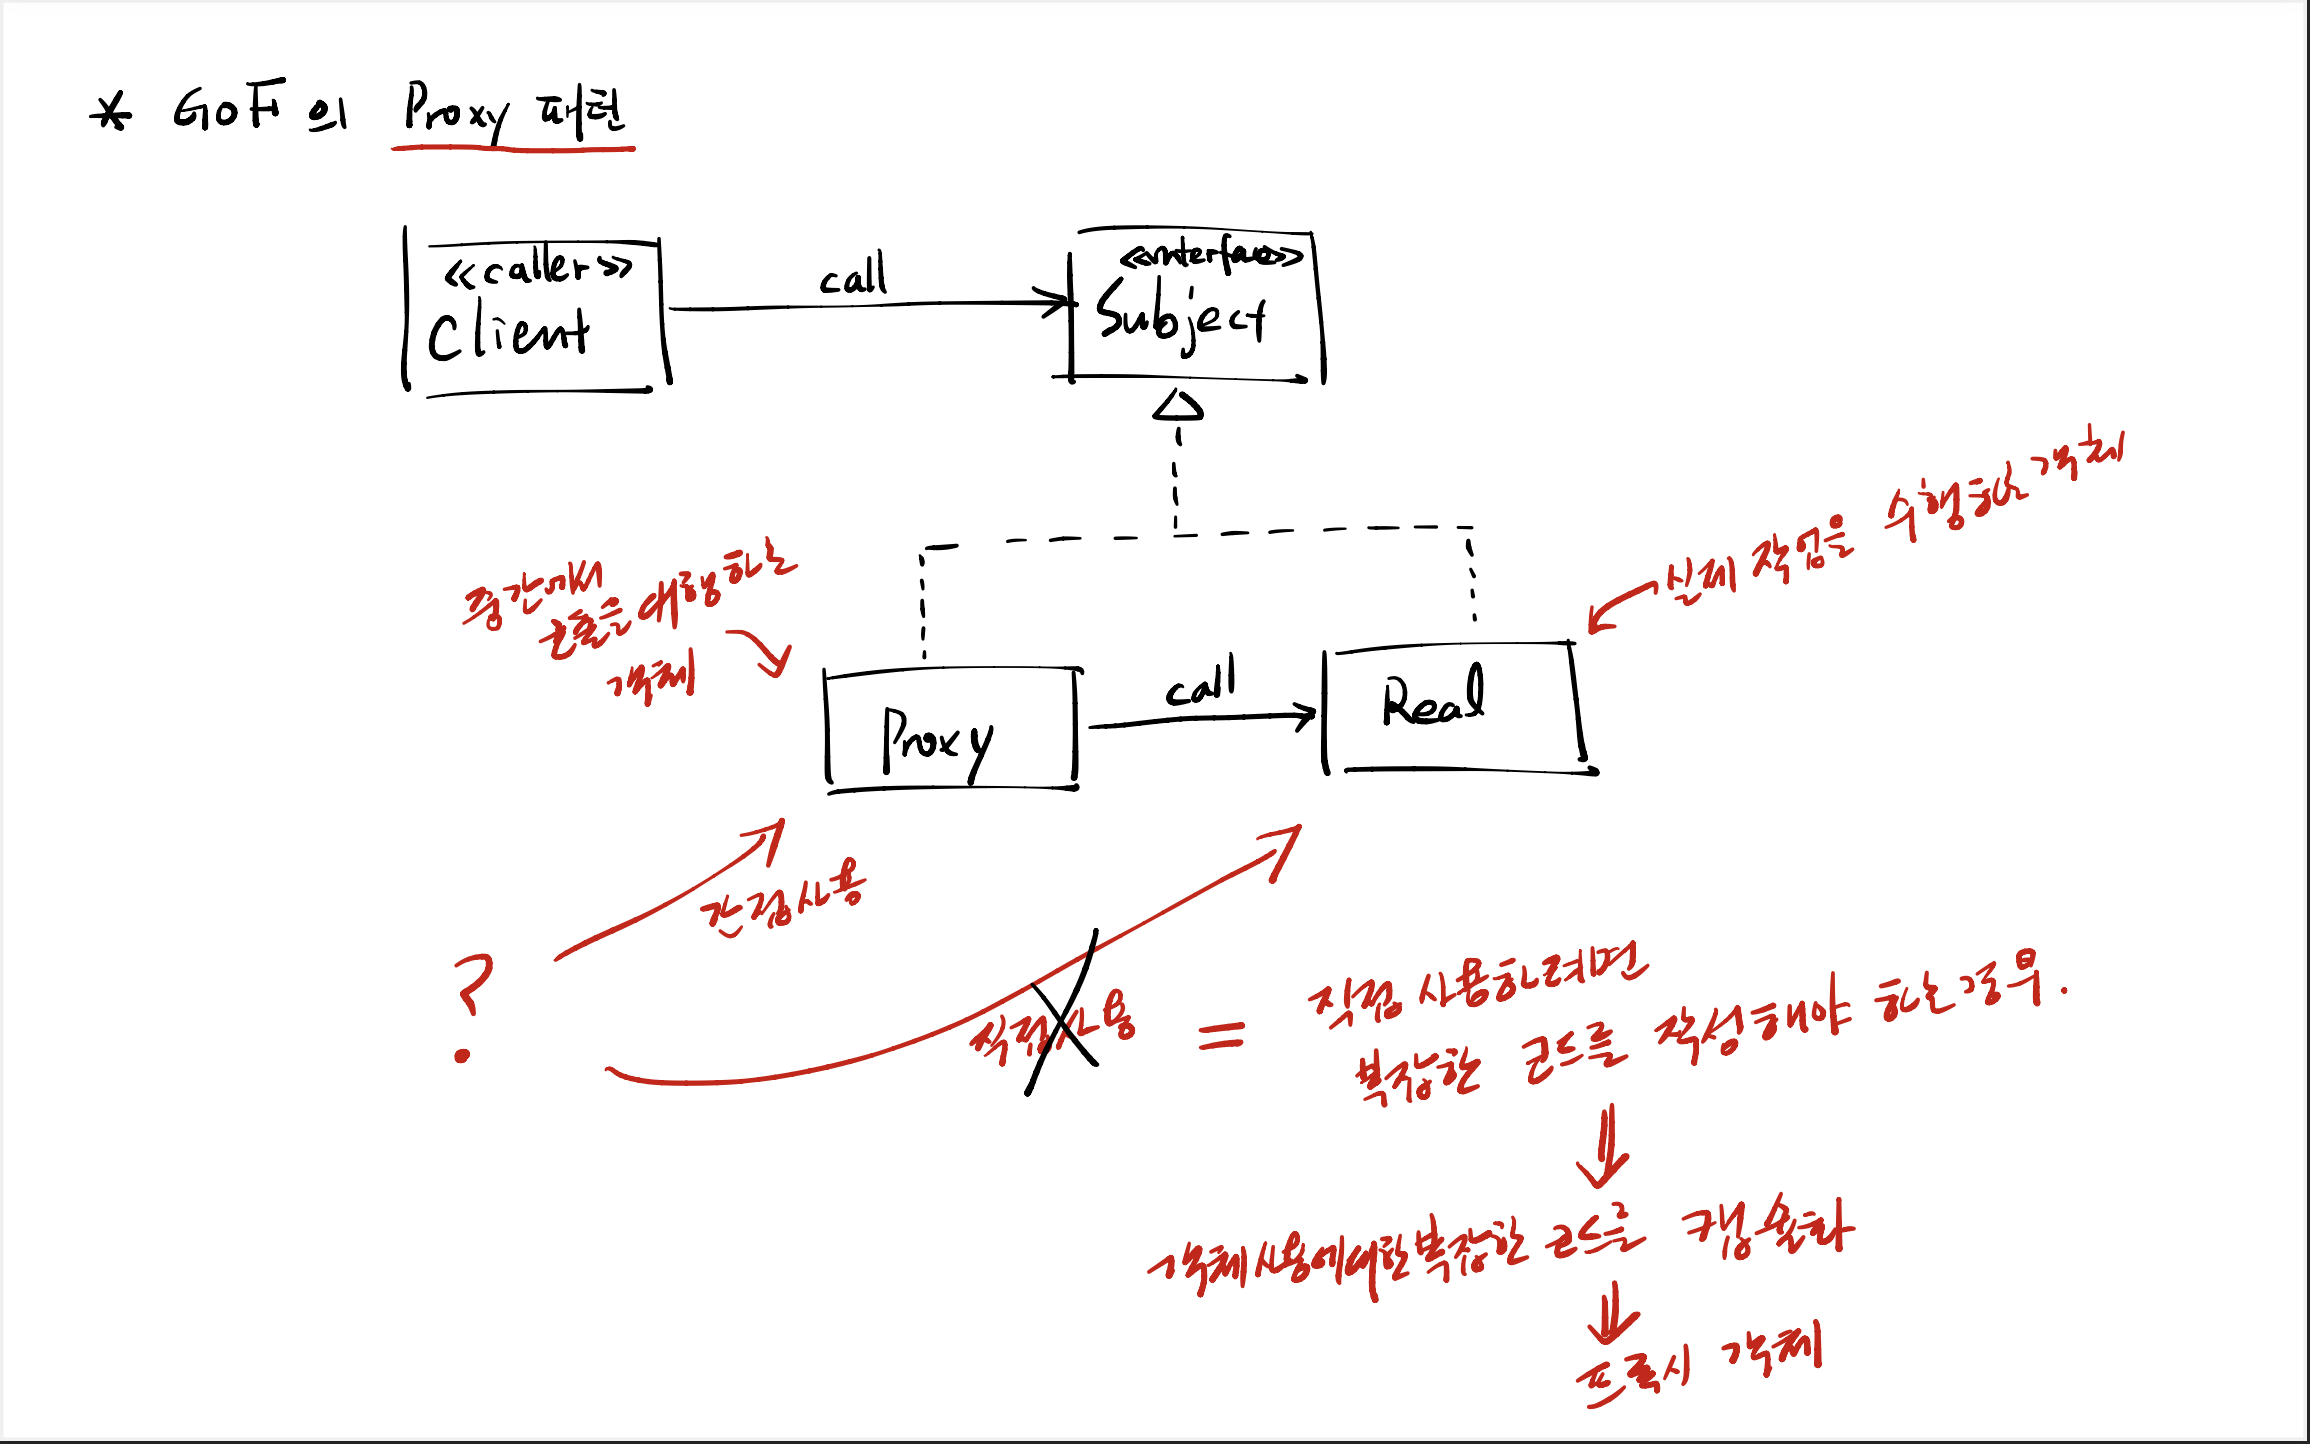 * GoF의 Proxy 패턴
<<caller>>
Client
call
<<interface>>
Subject
중간에서
호출을 대행하는
객체
실제 작업을 수행하는 객체
Proxy
call
Real
간접사용
?
직접사용
=
직접 사용하려면
복잡한 코드를 작성해야 하는 경우.
객체 사용에 대한 복잡한 코드를 캡슐화
프록시 객체